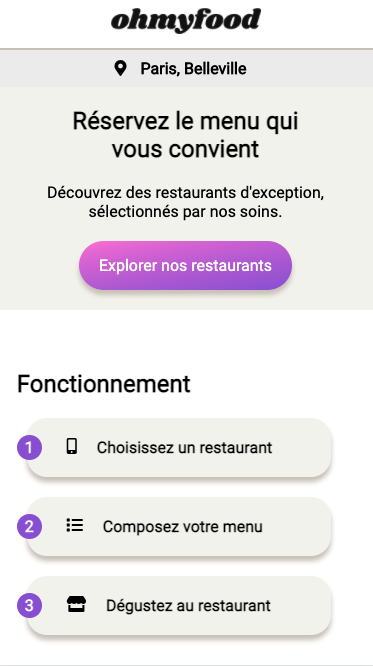 ohmyfood
Paris, Belleville
Réservez le menu qui
vous convient
Découvrez des restaurants d'exception,
sélectionnés par nos soins.
Explorer nos restaurants
Fonctionnement
1 Choisissez un restaurant
2 Composez votre menu
3 Dégustez au restaurant